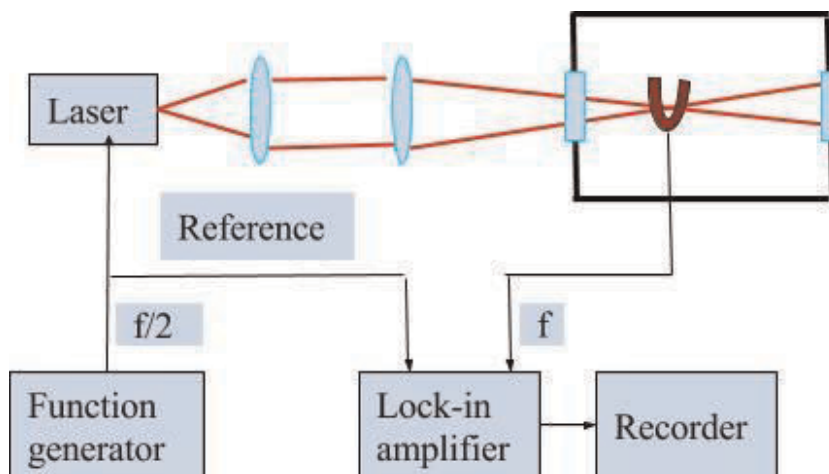 Laser
Reference
f/2
f
Function
generator
Lock-in
amplifier
Recorder